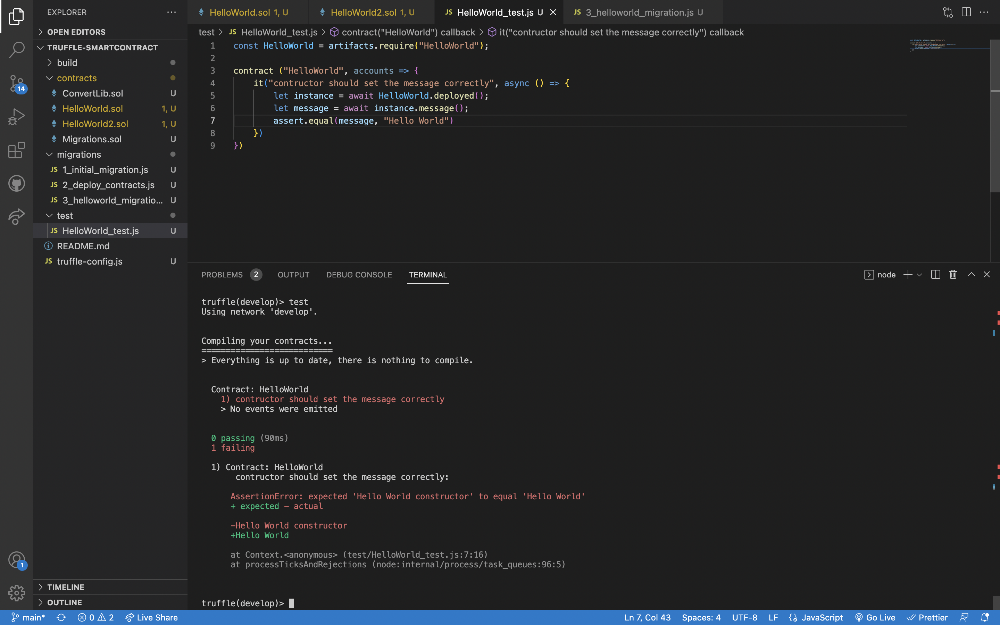 EXPLORER
OPEN EDITORS
TRUFFLE-SMARTCONTRACT
build
contracts
ConvertLib.sol U
HelloWorld.sol 1, U
HelloWorld2.sol 1, U
Migrations.sol U
migrations
JS 1_initial_migration.js U
JS 2_deploy_contracts.js U
JS 3_helloworld_migratio... U
test
JS HelloWorld_test.js U
README.md
JS truffle-config.js U
TIMELINE
OUTLINE
14
1
HelloWorld.sol 1, U
HelloWorld2.sol 1, U
JS HelloWorld_test.js U
JS 3_helloworld_migration.js U
test > JS HelloWorld_test.js > contract("HelloWorld") callback > it("contructor should set the message correctly") callback
1 const HelloWorld = artifacts.require("HelloWorld");
2
3 contract ("HelloWorld", accounts => {
4 it("contructor should set the message correctly", async () => {
5 let instance = await HelloWorld.deployed();
6 let message = await instance.message();
7 assert.equal(message, "Hello World")
8 })
9 })
PROBLEMS 2 OUTPUT DEBUG CONSOLE TERMINAL
node
truffle(develop)> test
Using network 'develop'.
Compiling your contracts...
===========================
> Everything is up to date, there is nothing to compile.
Contract: HelloWorld
1) contructor should set the message correctly
> No events were emitted
0 passing (90ms)
1 failing
1) Contract: HelloWorld
contructor should set the message correctly:
AssertionError: expected 'Hello World constructor' to equal 'Hello World'
+ expected - actual
-Hello World constructor
+Hello World
at Context.<anonymous> (test/HelloWorld_test.js:7:16)
at processTicksAndRejections (node:internal/process/task_queues:96:5)
truffle(develop)>
main* 0 2 Live Share
Ln 7, Col 43 Spaces: 4 UTF-8 LF JavaScript Go Live Prettier